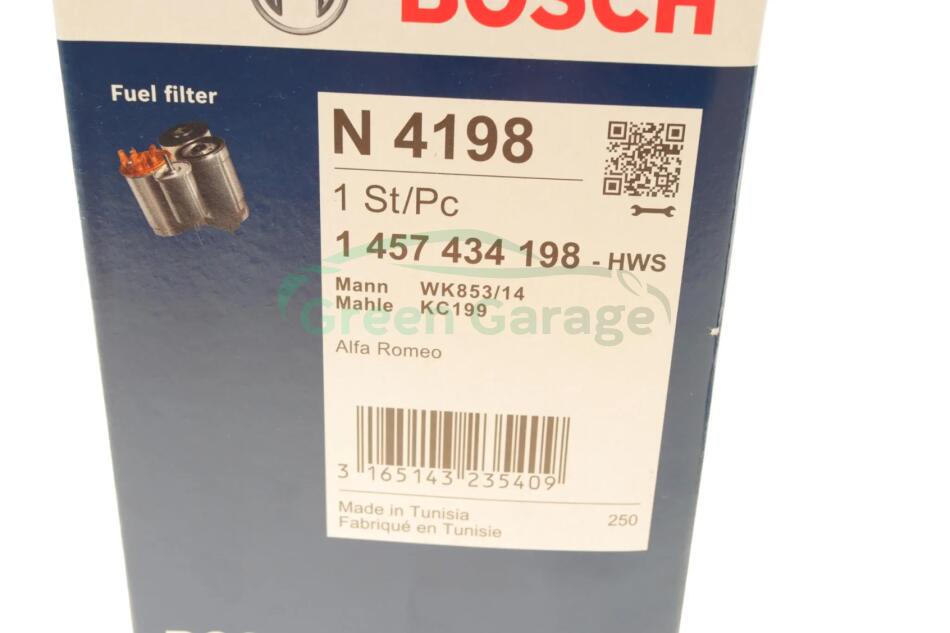 BOSCH
Fuel filter
N 4198
1 St/Pc
1 457 434 198 - HWS
Mann WK853/14
Mahle KC199
Green Garage
Alfa Romeo
3 165143 235409
Made in Tunisia
Fabriqué en Tunisie
250